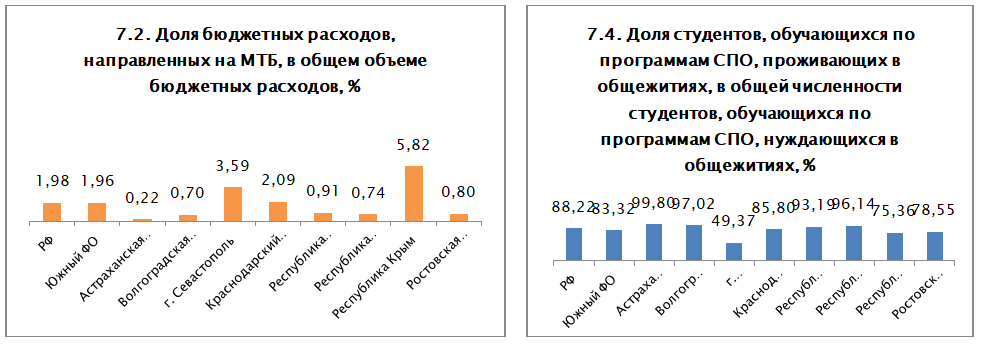 7.2. Доля бюджетных расходов,
направленных на МТБ, в общем объеме
бюджетных расходов, %
1,98
1,96
0,22
0,70
3,59
2,09
0,91
0,74
5,82
0,80
РФ
Южный ФО
Астраханская..
Волгоградская..
г. Севастополь
Краснодарский..
Республика..
Республика..
Республика Крым
Ростовская..
7.4. Доля студентов, обучающихся по
программам СПО, проживающих в
общежитиях, в общей численности
студентов, обучающихся по
программам СПО, нуждающихся в
общежитиях, %
88,22
83,32
99,80
97,02
49,37
85,80
93,19
96,14
75,36
78,55
РФ
Южный ФО
Астраха..
Волгогр..
г. ..
Краснод..
Республ..
Республ..
Республ..
Ростовск..